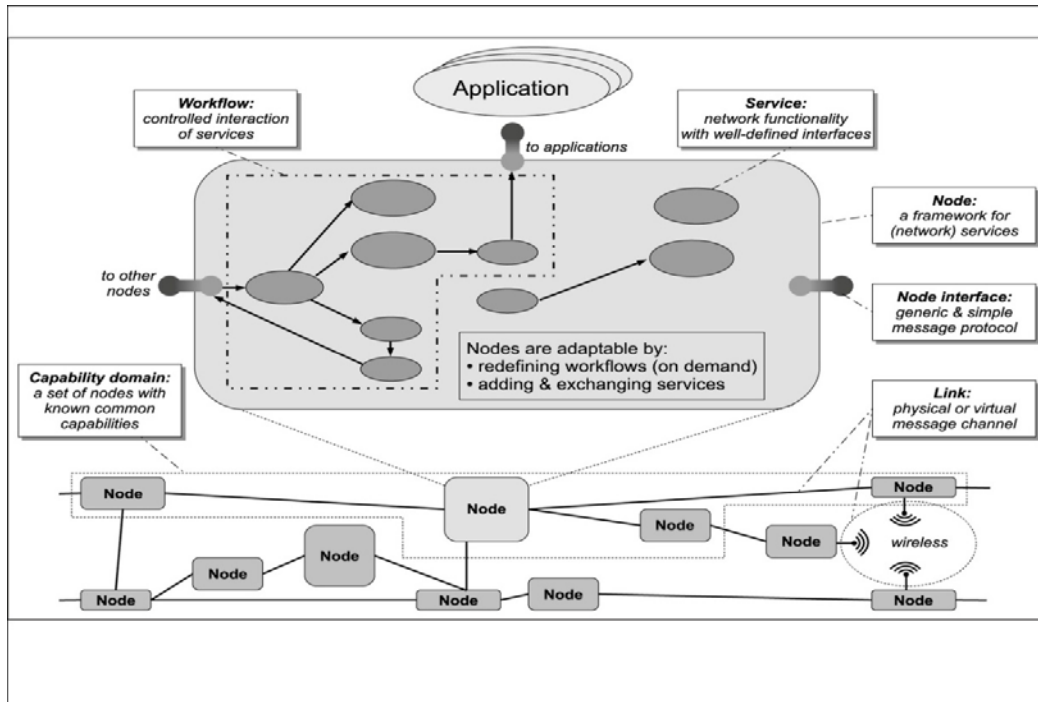 Application
Workflow:
controlled interaction
of services
Service:
network functionality
with well-defined interfaces
to applications
Node:
a framework for
(network) services
to other
nodes
Node interface:
generic & simple
message protocol
Nodes are adaptable by:
• redefining workflows (on demand)
• adding & exchanging services
Capability domain:
a set of nodes with
known common
capabilities
Link:
physical or virtual
message channel
Node
Node
Node
Node
Node
Node
Node
wireless
Node
Node
Node
Node
Node